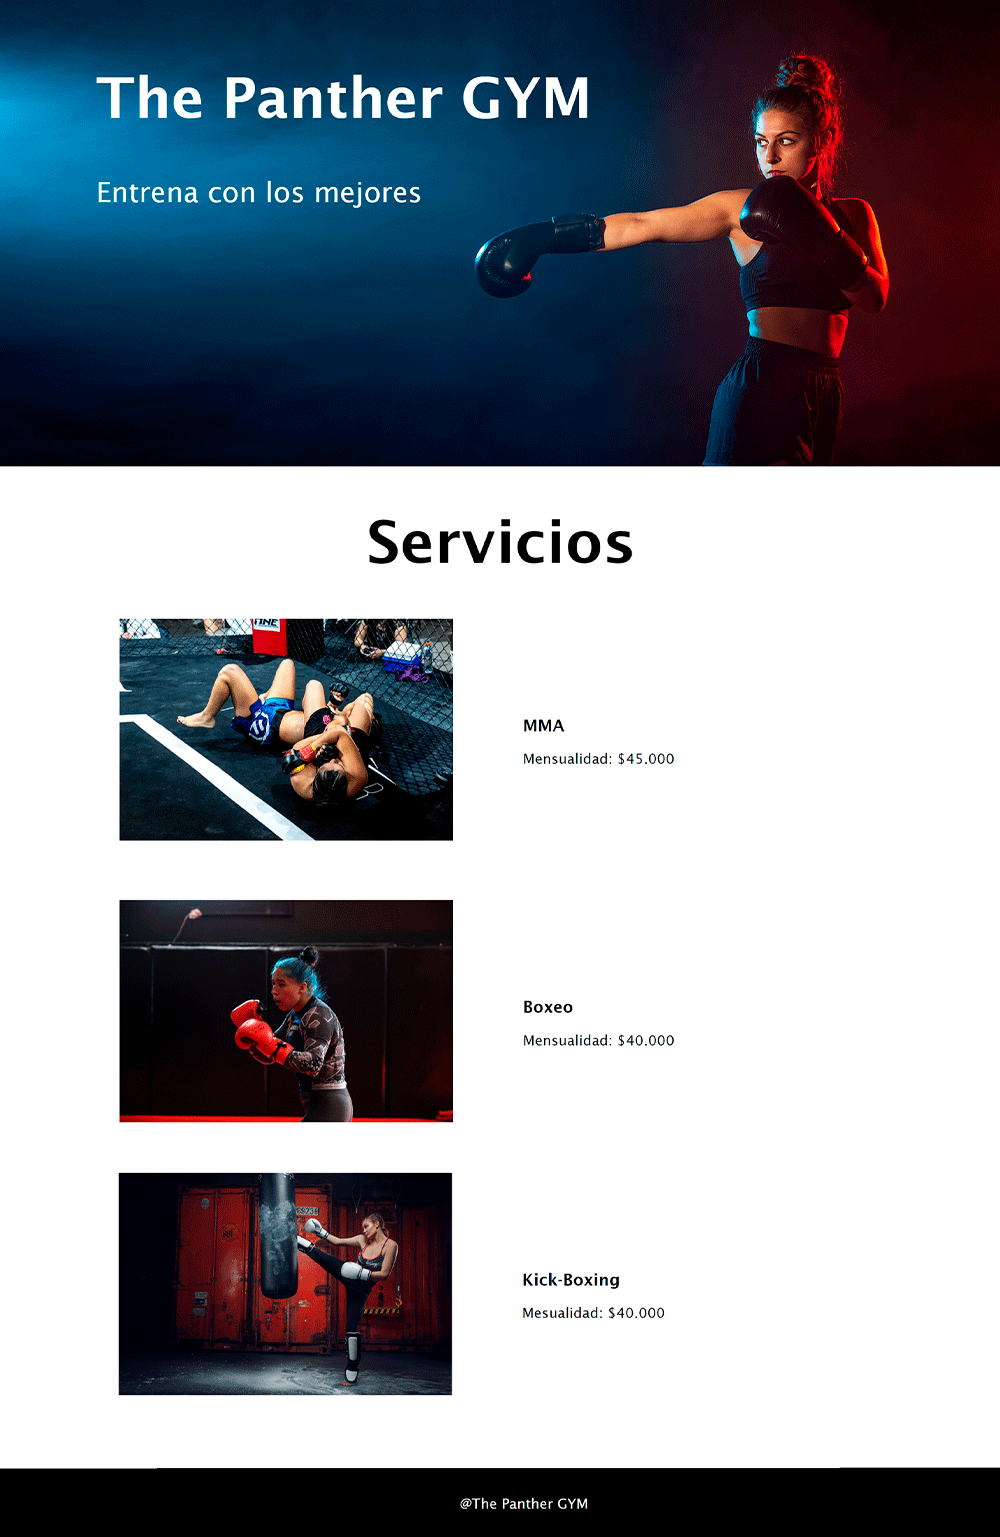 The Panther GYM
Entrena con los mejores
Servicios
MMA
Mensualidad: $45.000
Boxeo
Mensualidad: $40.000
Kick-Boxing
Mesualidad: $40.000
@The Panther GYM